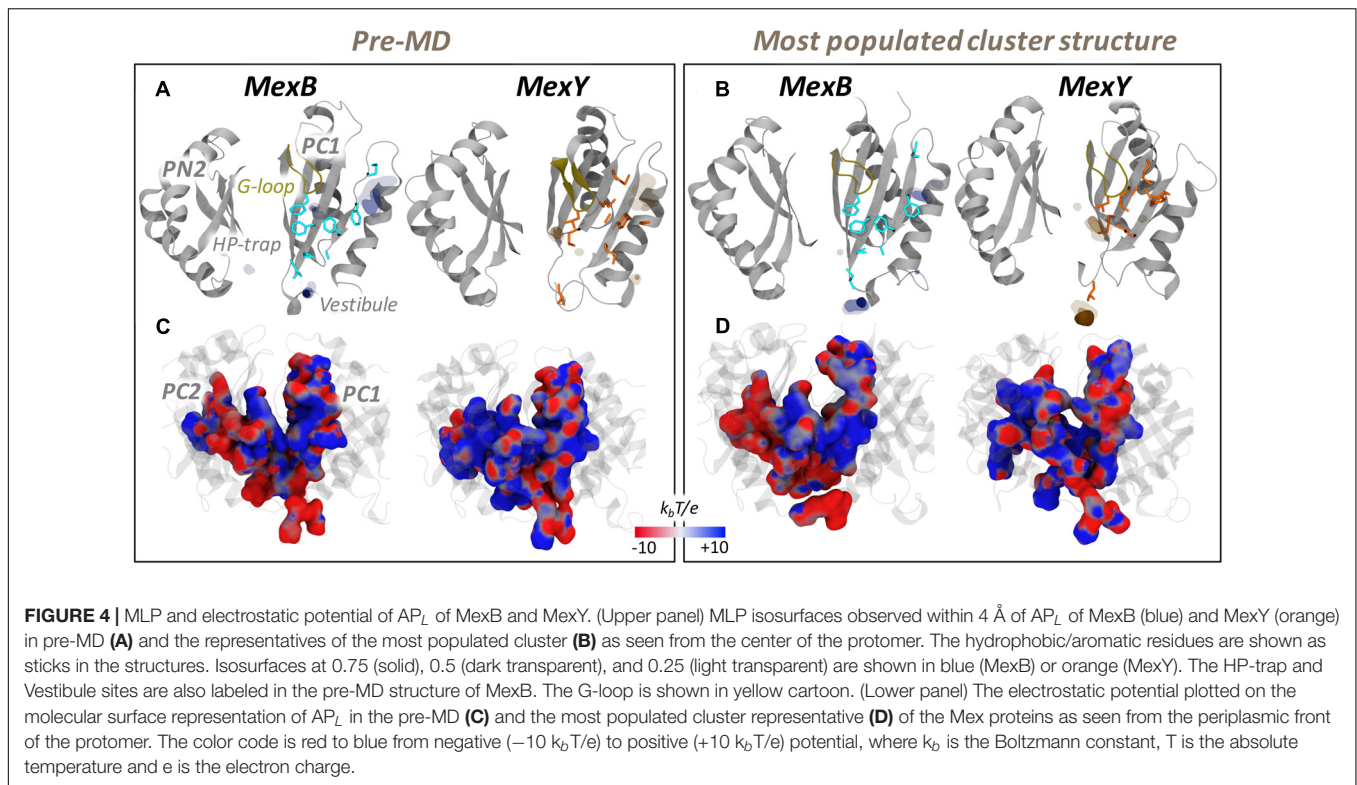 Pre-MD
Most populated cluster structure
A
MexB
MexY
B
MexB
MexY
PN2
PC1
G-loop
HP-trap
Vestibule
C
PC2
PC1
D
k_bT/e
-10
+10
FIGURE 4 | MLP and electrostatic potential of AP_L of MexB and MexY. (Upper panel) MLP isosurfaces observed within 4 Å of AP_L of MexB (blue) and MexY (orange)
in pre-MD (A) and the representatives of the most populated cluster (B) as seen from the center of the protomer. The hydrophobic/aromatic residues are shown as
sticks in the structures. Isosurfaces at 0.75 (solid), 0.5 (dark transparent), and 0.25 (light transparent) are shown in blue (MexB) or orange (MexY). The HP-trap and
Vestibule sites are also labeled in the pre-MD structure of MexB. The G-loop is shown in yellow cartoon. (Lower panel) The electrostatic potential plotted on the
molecular surface representation of AP_L in the pre-MD (C) and the most populated cluster representative (D) of the Mex proteins as seen from the periplasmic front
of the protomer. The color code is red to blue from negative (−10 k_bT/e) to positive (+10 k_bT/e) potential, where k_b is the Boltzmann constant, T is the absolute
temperature and e is the electron charge.